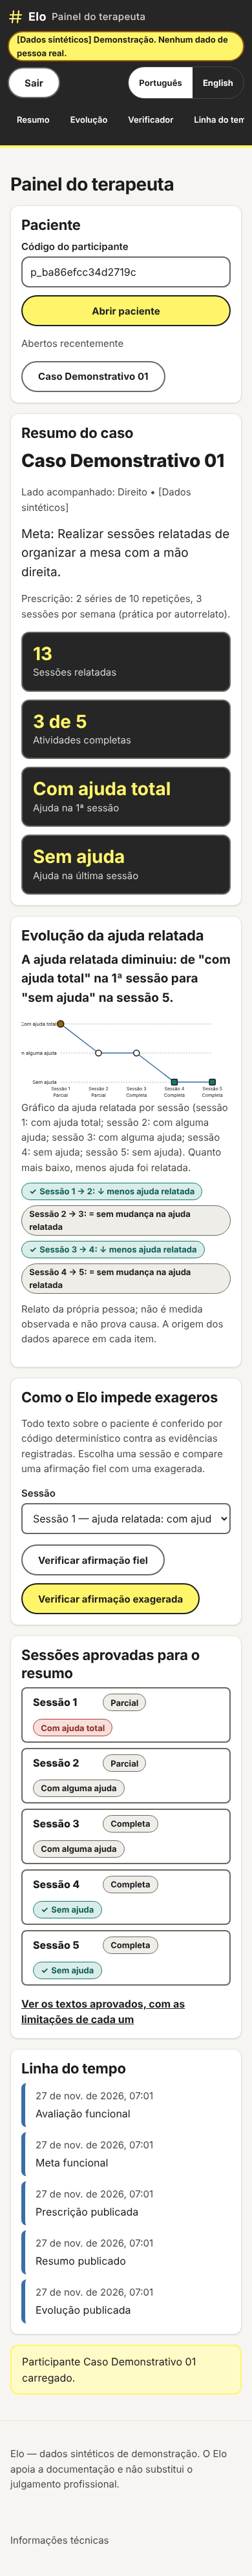 Elo Painel do terapeuta
[Dados sintéticos] Demonstração. Nenhum dado de
pessoa real.
Sair
Português English
Resumo Evolução Verificador Linha do tem
Painel do terapeuta
Paciente
Código do participante
p_ba86efcc34d2719c
Abrir paciente
Abertos recentemente
Caso Demonstrativo 01
Resumo do caso
Caso Demonstrativo 01
Lado acompanhado: Direito • [Dados
sintéticos]
Meta: Realizar sessões relatadas de
organizar a mesa com a mão
direita.
Prescrição: 2 séries de 10 repetições, 3
sessões por semana (prática por autorrelato).
13
Sessões relatadas
3 de 5
Atividades completas
Com ajuda total
Ajuda na 1ª sessão
Sem ajuda
Ajuda na última sessão
Evolução da ajuda relatada
A ajuda relatada diminuiu: de "com
ajuda total" na 1ª sessão para
"sem ajuda" na sessão 5.
Com ajuda total
m alguma ajuda
Sem ajuda
Sessão 1 Sessão 2 Sessão 3 Sessão 4 Sessão 5
Parcial Parcial Completa Completa Completa
Gráfico da ajuda relatada por sessão (sessão
1: com ajuda total; sessão 2: com alguma
ajuda; sessão 3: com alguma ajuda; sessão
4: sem ajuda; sessão 5: sem ajuda). Quanto
mais baixo, menos ajuda foi relatada.
✓ Sessão 1 → 2: ↓ menos ajuda relatada
Sessão 2 → 3: = sem mudança na ajuda
relatada
✓ Sessão 3 → 4: ↓ menos ajuda relatada
Sessão 4 → 5: = sem mudança na ajuda
relatada
Relato da própria pessoa; não é medida
observada e não prova causa. A origem dos
dados aparece em cada item.
Como o Elo impede exageros
Todo texto sobre o paciente é conferido por
código determinístico contra as evidências
registradas. Escolha uma sessão e compare
uma afirmação fiel com uma exagerada.
Sessão
Sessão 1 — ajuda relatada: com ajud
Verificar afirmação fiel
Verificar afirmação exagerada
Sessões aprovadas para o
resumo
Sessão 1 Parcial
Com ajuda total
Sessão 2 Parcial
Com alguma ajuda
Sessão 3 Completa
Com alguma ajuda
Sessão 4 Completa
✓ Sem ajuda
Sessão 5 Completa
✓ Sem ajuda
Ver os textos aprovados, com as
limitações de cada um
Linha do tempo
27 de nov. de 2026, 07:01
Avaliação funcional
27 de nov. de 2026, 07:01
Meta funcional
27 de nov. de 2026, 07:01
Prescrição publicada
27 de nov. de 2026, 07:01
Resumo publicado
27 de nov. de 2026, 07:01
Evolução publicada
Participante Caso Demonstrativo 01
carregado.
Elo — dados sintéticos de demonstração. O Elo
apoia a documentação e não substitui o
julgamento profissional.
Informações técnicas